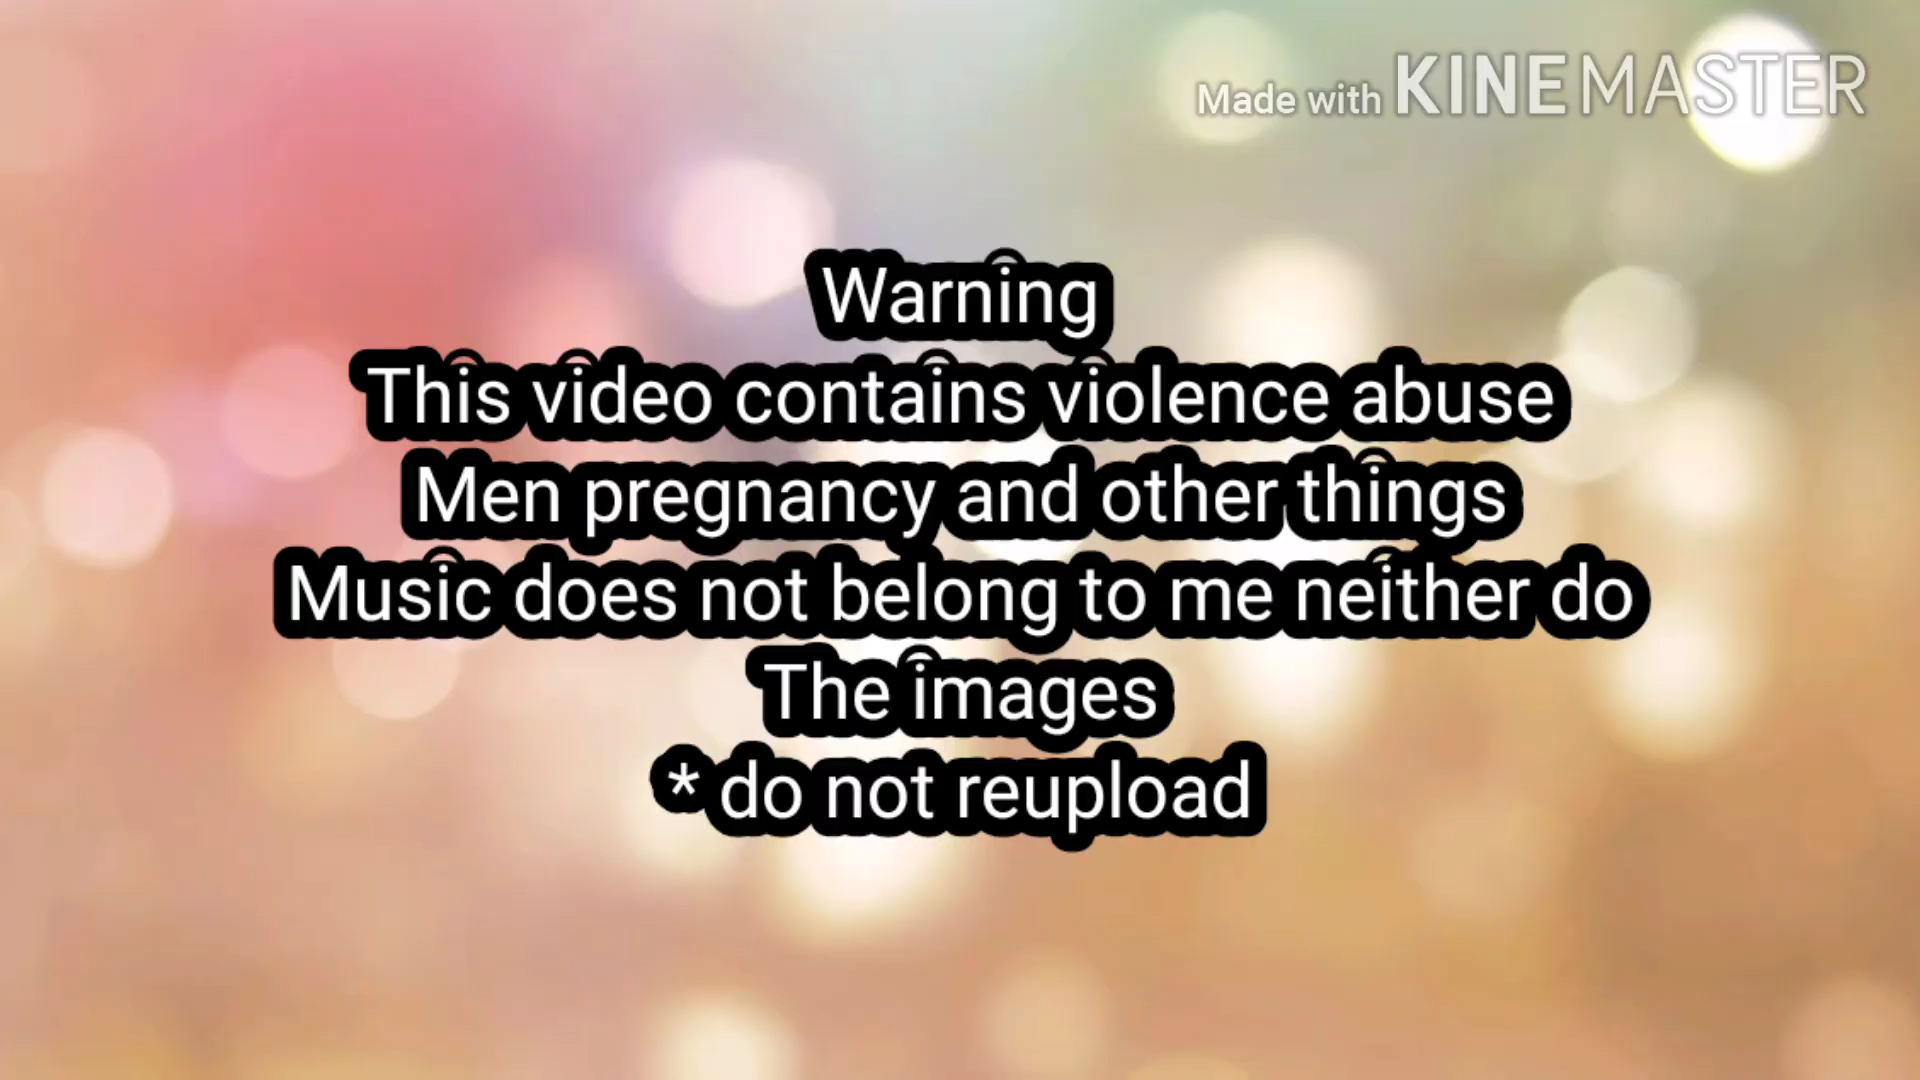 Made with KINEMASTER
Warning
This video contains violence abuse
Men pregnancy and other things
Music does not belong to me neither do
The images
* do not reupload